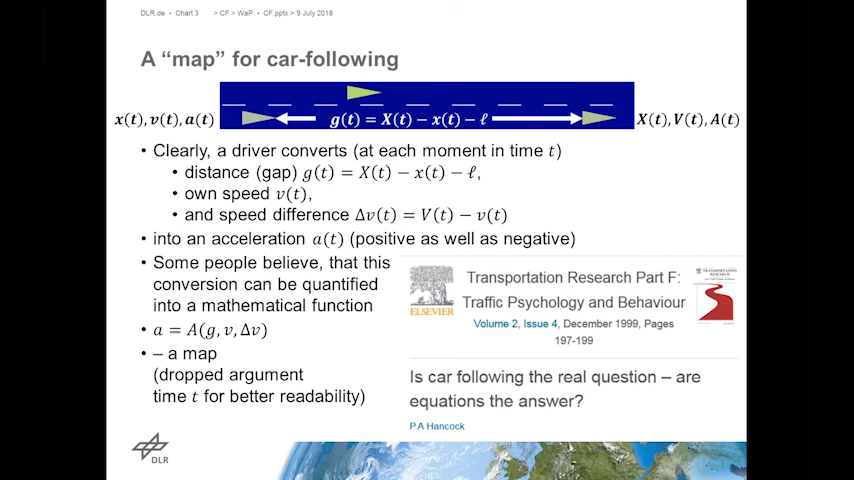 DLR.de • Chart 3 > CF > WaP • CF.pptx > 9 July 2018
A “map” for car-following
x(t), v(t), a(t)
g(t) = X(t) − x(t) − ℓ
X(t), V(t), A(t)
• Clearly, a driver converts (at each moment in time t)
• distance (gap) g(t) = X(t) − x(t) − ℓ,
• own speed v(t),
• and speed difference Δv(t) = V(t) − v(t)
• into an acceleration a(t) (positive as well as negative)
• Some people believe, that this
conversion can be quantified
into a mathematical function
• a = A(g, v, Δv)
• – a map
(dropped argument
time t for better readability)
ELSEVIER
Transportation Research Part F:
Traffic Psychology and Behaviour
Volume 2, Issue 4, December 1999, Pages
197-199
Is car following the real question – are
equations the answer?
P.A Hancock
DLR